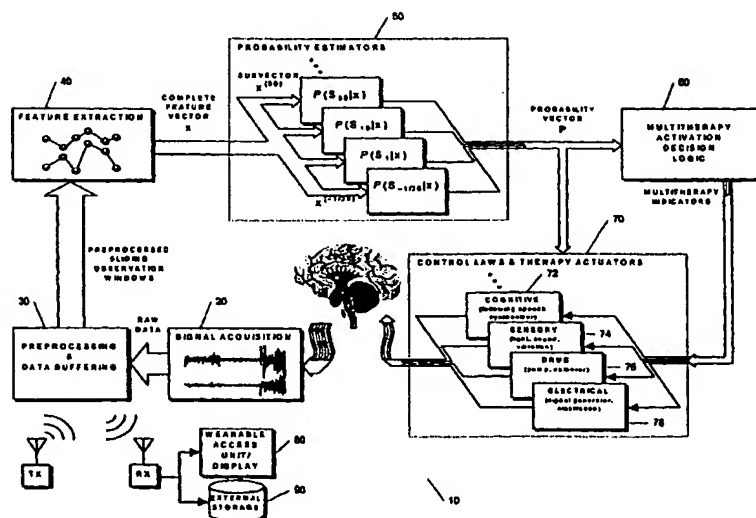 50
PROBABILITY ESTIMATORS
40
FEATURE EXTRACTION
COMPLETE
FEATURE
VECTOR
X
SUBVECTOR
X
P(S |x)
P(S |x)
P(S |x)
P(S |x)
PROBABILITY
VECTOR
P
60
MULTITHERAPY
ACTIVATION
DECISION
LOGIC
MULTITHERAPY
INDICATORS
70
CONTROL LAWS & THERAPY ACTUATORS
72
COGNITIVE
SENSORY
(light, sound,
vibration)
74
DRUG
76
ELECTRICAL
(signal generator,
78
PREPROCESSED
SLIDING
OBSERVATION
WINDOWS
30
PREPROCESSING
&
DATA BUFFERING
RAW
DATA
20
SIGNAL ACQUISITION
TX
RX
WEARABLE
ACCESS
UNIT/
DISPLAY
80
EXTERNAL
STORAGE
90
10